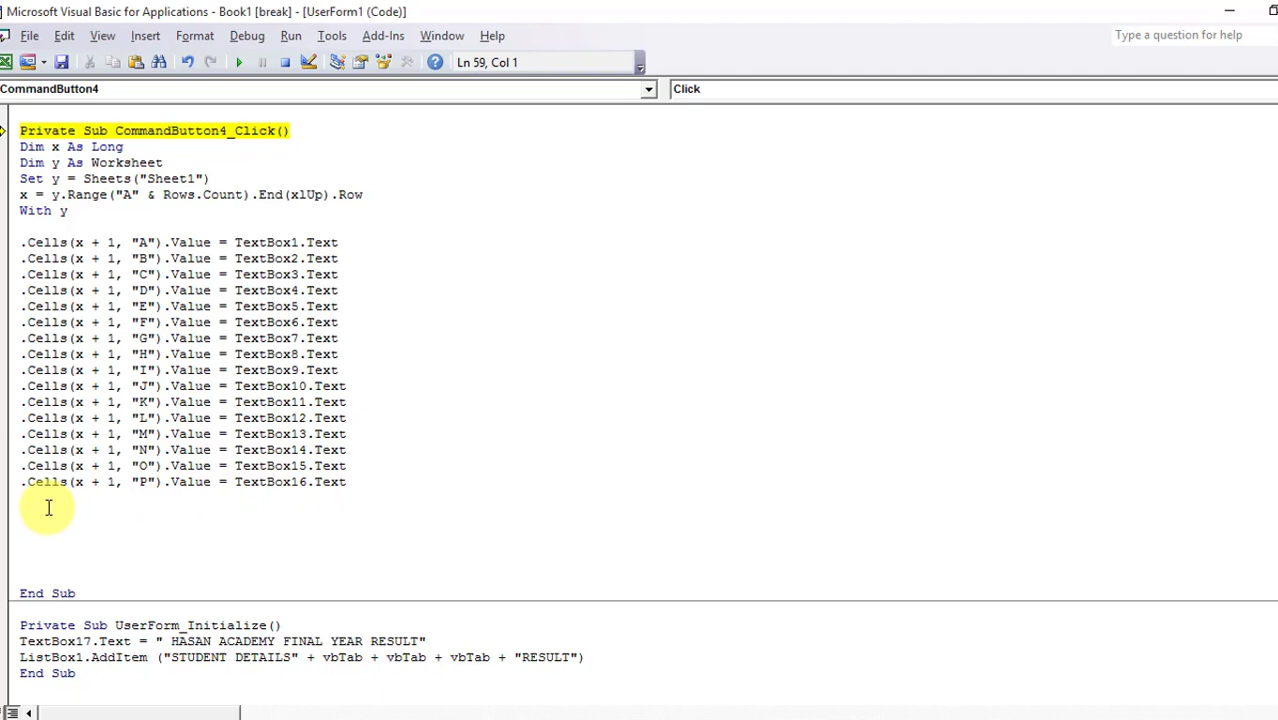 Microsoft Visual Basic for Applications - Book1 [break] - [UserForm1 (Code)]
File Edit View Insert Format Debug Run Tools Add-Ins Window Help
Type a question for help
Ln 59, Col 1
CommandButton4
Click
Private Sub CommandButton4_Click()
Dim x As Long
Dim y As Worksheet
Set y = Sheets("Sheet1")
x = y.Range("A" & Rows.Count).End(xlUp).Row
With y
.Cells(x + 1, "A").Value = TextBox1.Text
.Cells(x + 1, "B").Value = TextBox2.Text
.Cells(x + 1, "C").Value = TextBox3.Text
.Cells(x + 1, "D").Value = TextBox4.Text
.Cells(x + 1, "E").Value = TextBox5.Text
.Cells(x + 1, "F").Value = TextBox6.Text
.Cells(x + 1, "G").Value = TextBox7.Text
.Cells(x + 1, "H").Value = TextBox8.Text
.Cells(x + 1, "I").Value = TextBox9.Text
.Cells(x + 1, "J").Value = TextBox10.Text
.Cells(x + 1, "K").Value = TextBox11.Text
.Cells(x + 1, "L").Value = TextBox12.Text
.Cells(x + 1, "M").Value = TextBox13.Text
.Cells(x + 1, "N").Value = TextBox14.Text
.Cells(x + 1, "O").Value = TextBox15.Text
.Cells(x + 1, "P").Value = TextBox16.Text
End Sub
Private Sub UserForm_Initialize()
TextBox17.Text = " HASAN ACADEMY FINAL YEAR RESULT"
ListBox1.AddItem ("STUDENT DETAILS" + vbTab + vbTab + vbTab + "RESULT")
End Sub